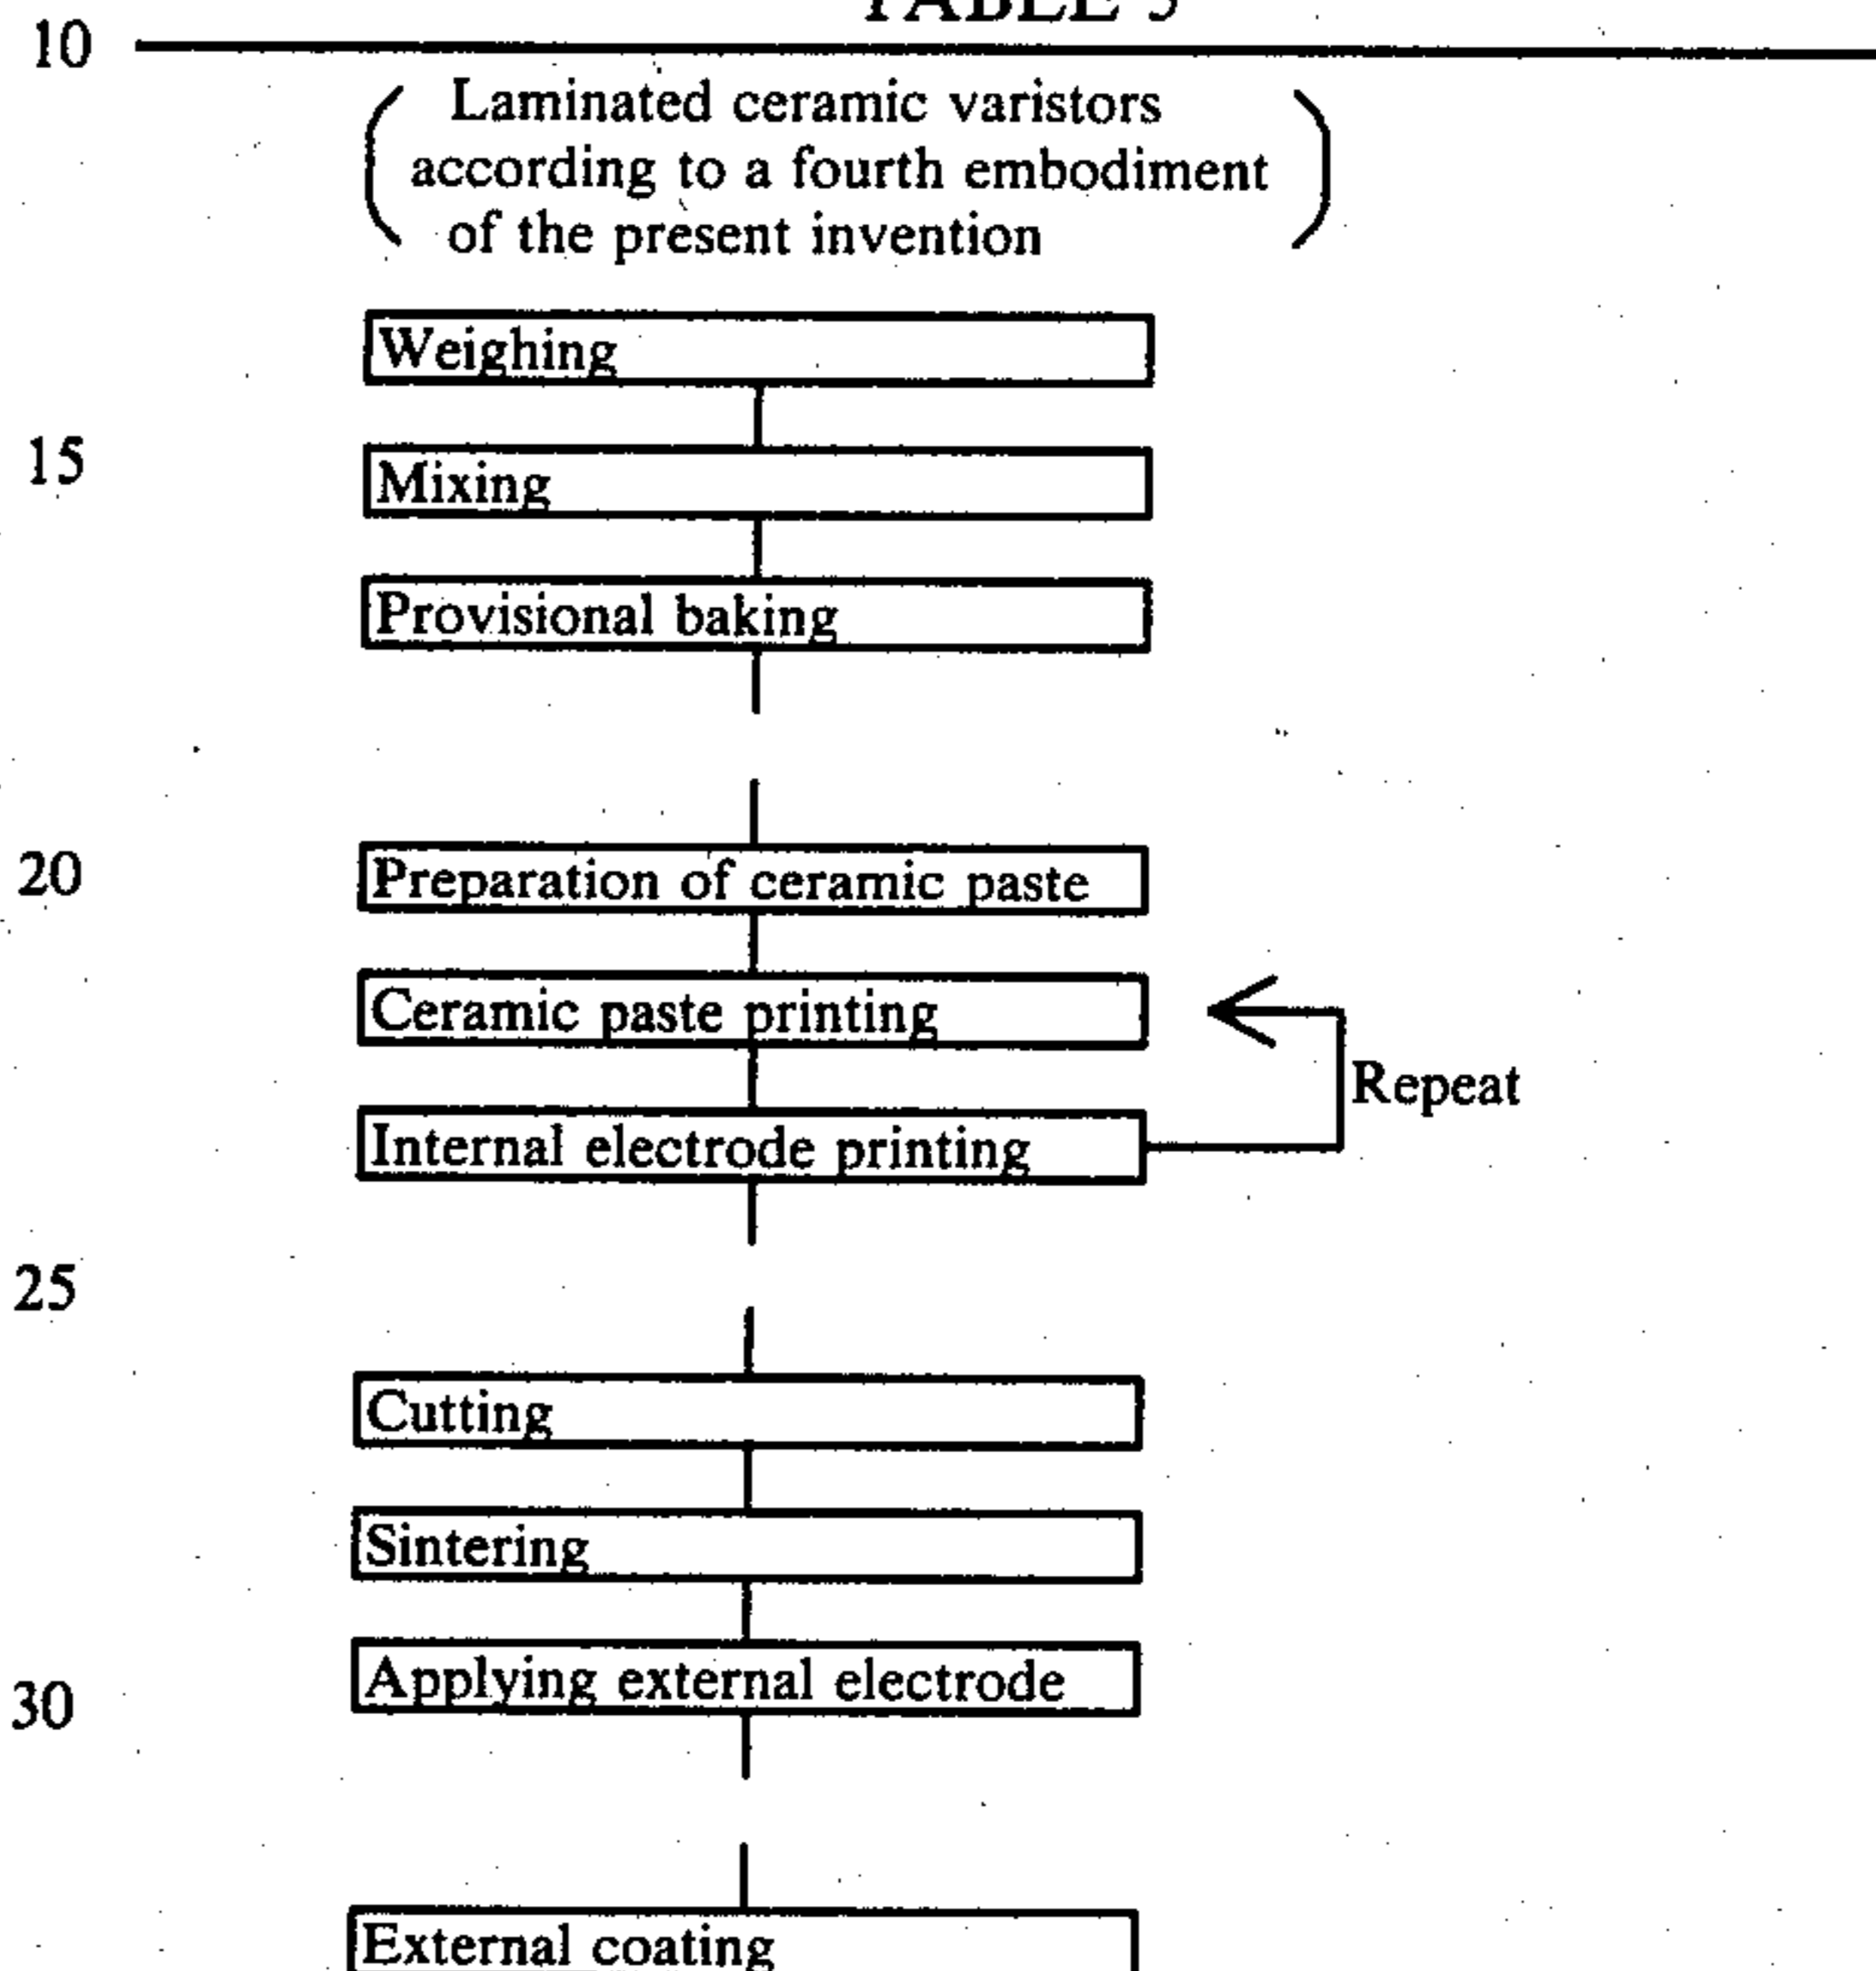 TABLE 5
10
Laminated ceramic varistors
according to a fourth embodiment
of the present invention
Weighing
15
Mixing
Provisional baking
20
Preparation of ceramic paste
Ceramic paste printing
Repeat
Internal electrode printing
25
Cutting
Sintering
Applying external electrode
30
External coating